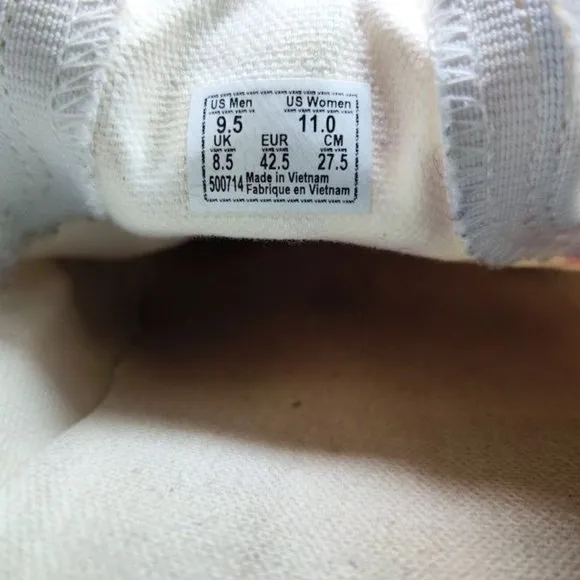 US Men US Women
9.5 11.0
UK EUR CM
8.5 42.5 27.5
500714 Made in Vietnam
Fabrique en Vietnam